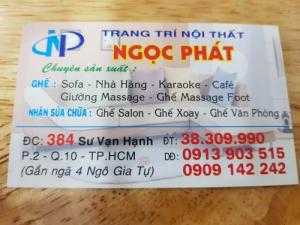 TRANG TRÍ NỘI THẤT
NGỌC PHÁT
Chuyên sản xuất :
GHẾ : Sofa - Nhà Hàng - Karaoke - Café
Giường Massage - Ghế Massage Foot
NHẬN SỬA CHỮA : Ghế Salon - Ghế Xoay - Ghế Văn Phòng
ĐC: 384 Sư Vạn Hạnh ĐT: 38.309.990
P.2 - Q.10 - TP.HCM DĐ: 0913 903 515
(Gần ngã 4 Ngô Gia Tự) 0909 142 242